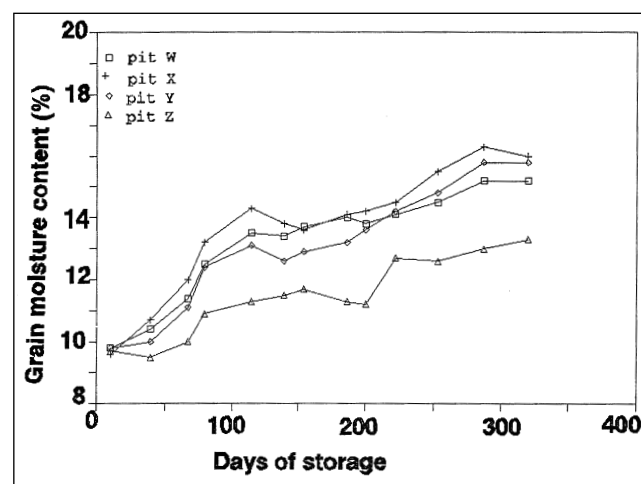 20
18
14
12
10
8
pit W
pit X
pit Y
pit Z
Grain moisture content (%)
0 100 200 300 400
Days of storage